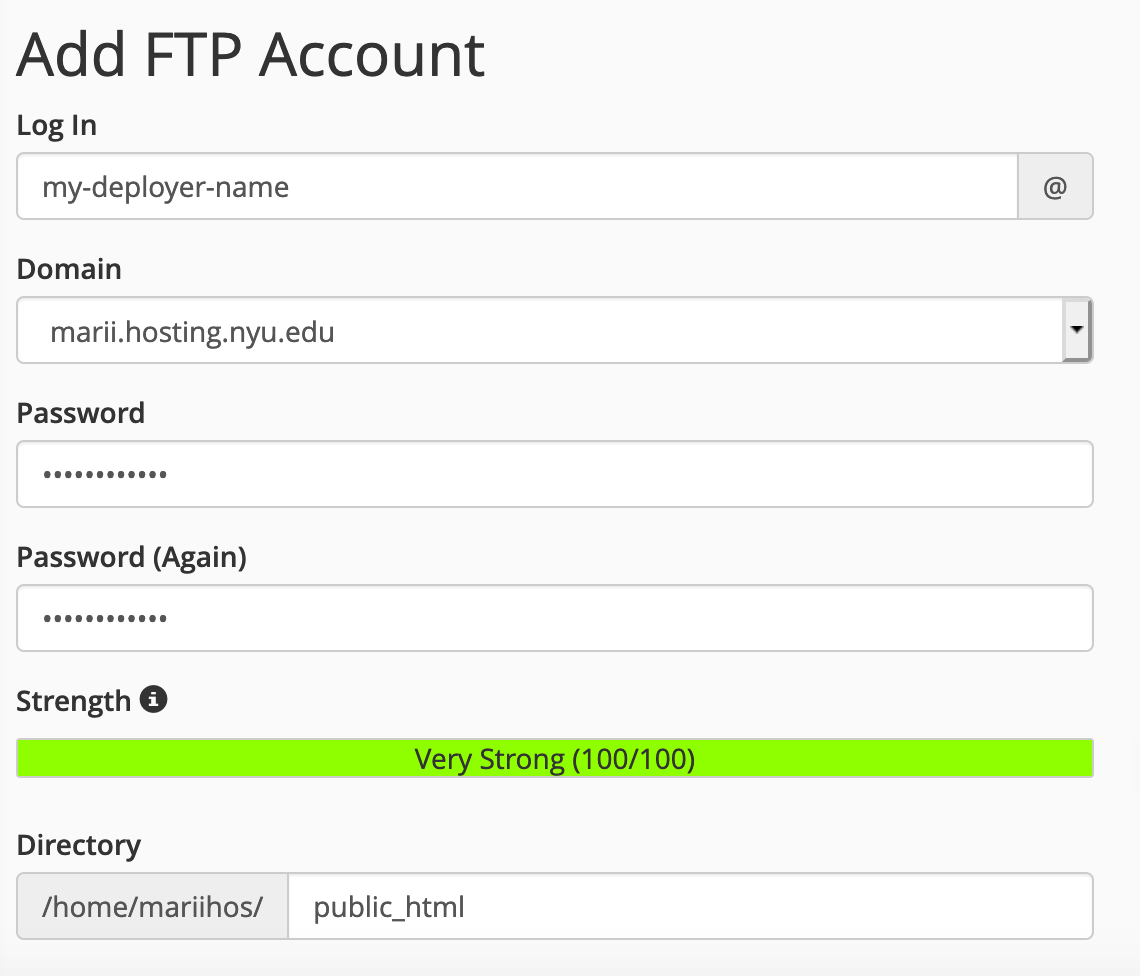 Add FTP Account
Log In
my-deployer-name @
Domain
marii.hosting.nyu.edu
Password
••••••••••••
Password (Again)
••••••••••••
Strength
Very Strong (100/100)
Directory
/home/mariihos/ public_html